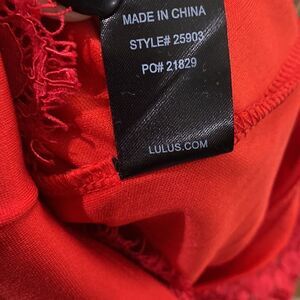 MADE IN CHINA
STYLE# 25903
PO# 21829
LULUS.COM